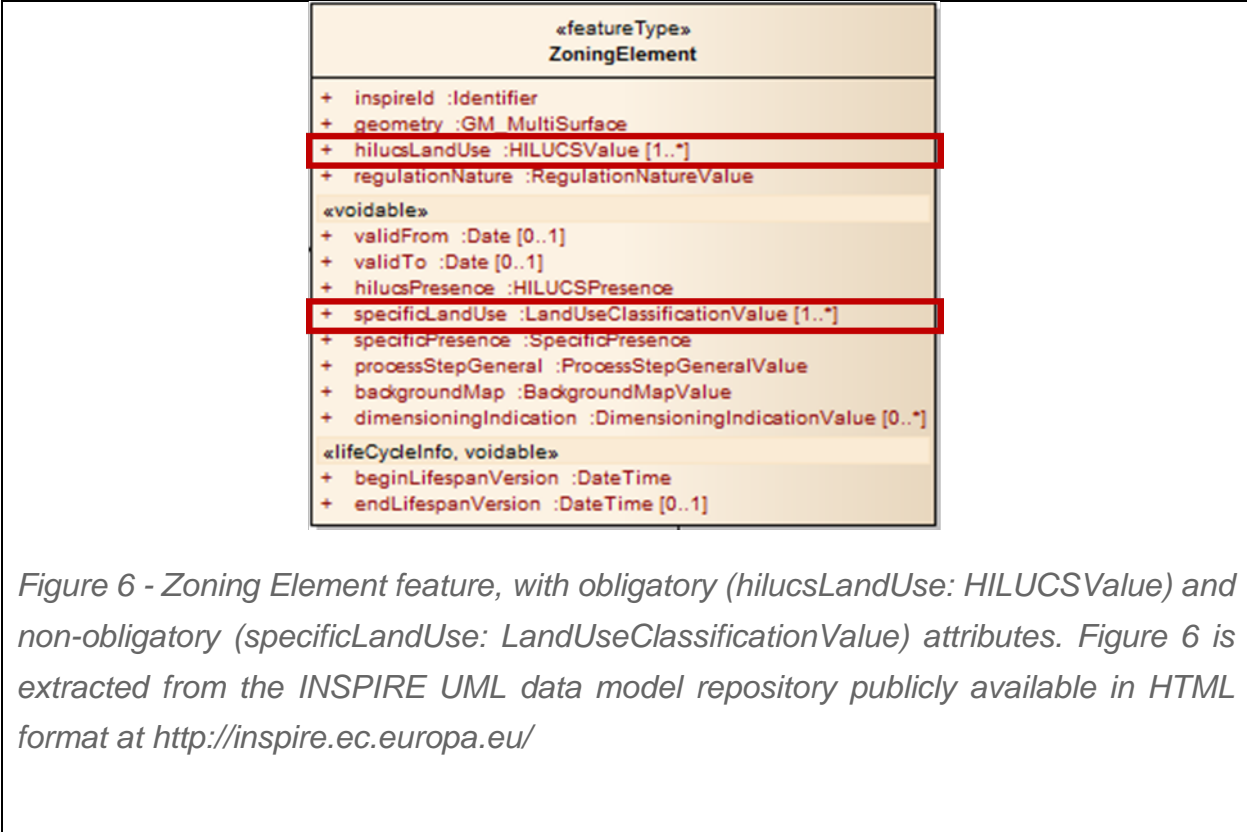 «featureType»
ZoningElement
+ inspireId :Identifier
+ geometry :GM_MultiSurface
+ hilucsLandUse :HILUCSValue [1..*]
+ regulationNature :RegulationNatureValue
«voidable»
+ validFrom :Date [0..1]
+ validTo :Date [0..1]
+ hilucsPresence :HILUCSPresence
+ specificLandUse :LandUseClassificationValue [1..*]
+ specificPresence :SpecificPresence
+ processStepGeneral :ProcessStepGeneralValue
+ backgroundMap :BackgroundMapValue
+ dimensioningIndication :DimensioningIndicationValue [0..*]
«lifeCycleInfo, voidable»
+ beginLifespanVersion :DateTime
+ endLifespanVersion :DateTime [0..1]
Figure 6 - Zoning Element feature, with obligatory (hilucsLandUse: HILUCSValue) and
non-obligatory (specificLandUse: LandUseClassificationValue) attributes. Figure 6 is
extracted from the INSPIRE UML data model repository publicly available in HTML
format at http://inspire.ec.europa.eu/